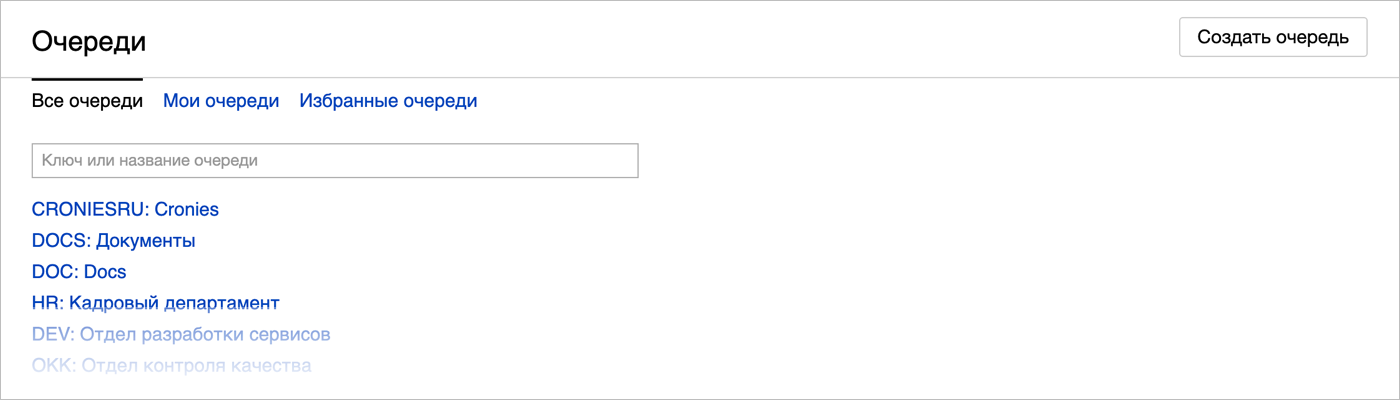 Очереди
Создать очередь
Все очереди Мои очереди Избранные очереди
Ключ или название очереди
CRONIESRU: Cronies
DOCS: Документы
DOC: Docs
HR: Кадровый департамент
DEV: Отдел разработки сервисов
ОКК: Отдел контроля качества